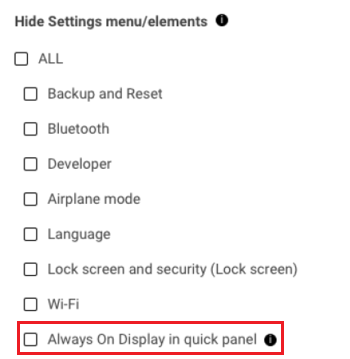 Hide Settings menu/elements
ALL
Backup and Reset
Bluetooth
Developer
Airplane mode
Language
Lock screen and security (Lock screen)
Wi-Fi
Always On Display in quick panel